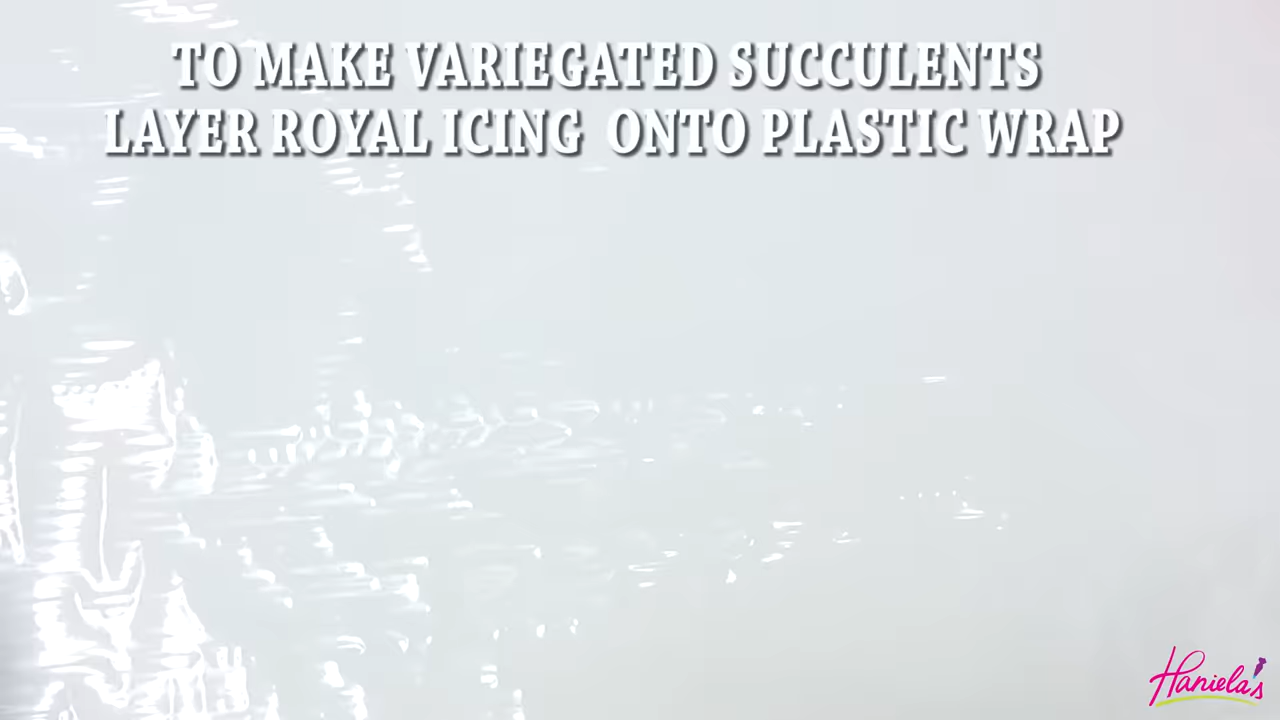 TO MAKE VARIEGATED SUCCULENTS
LAYER ROYAL ICING ONTO PLASTIC WRAP
Haniela's